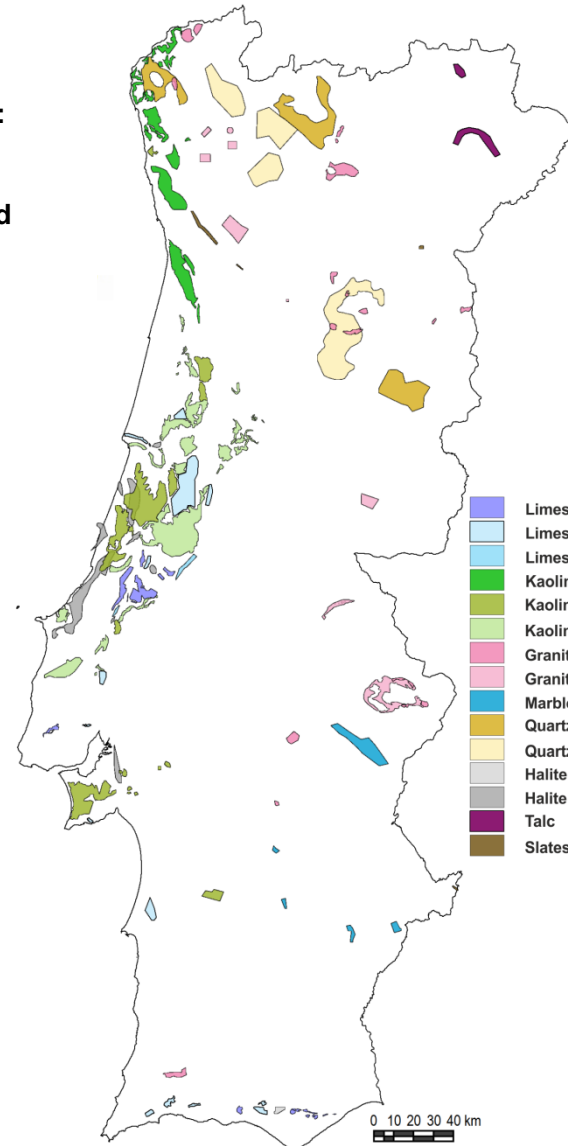 :
d
Limes
Limes
Limes
Kaolin
Kaolin
Kaolin
Granit
Granit
Marble
Quartz
Quartz
Halite
Halite
Talc
Slates
0 10 20 30 40 km